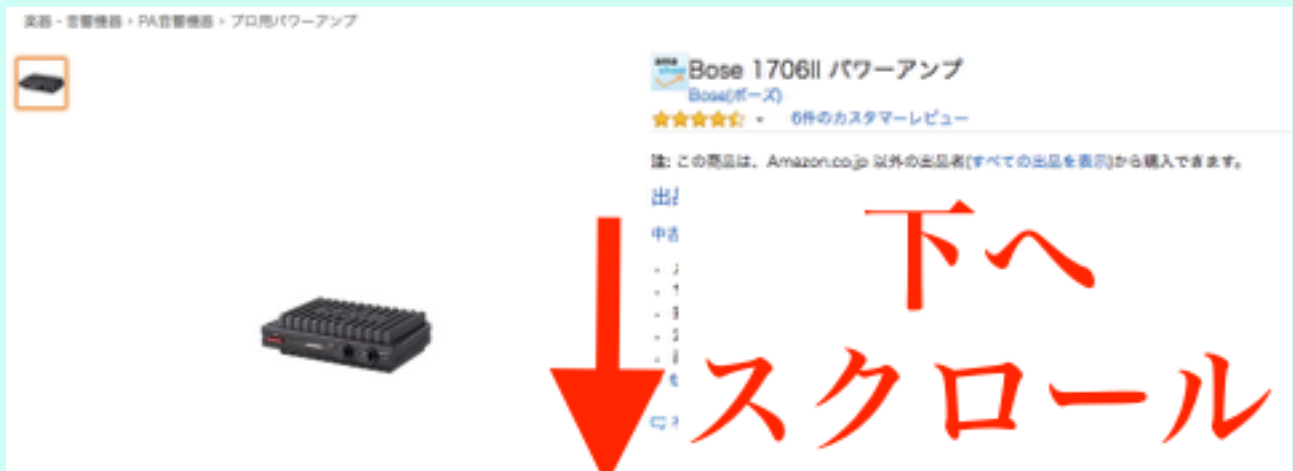 楽器・音響機器 › PA音響機器 › プロ用パワーアンプ
Bose 1706II パワーアンプ
Bose(ボーズ)
6件のカスタマーレビュー
注: この商品は、Amazon.co.jp 以外の出品者(すべての出品を表示)から購入できます。
出品
中古
下へ
スクロール